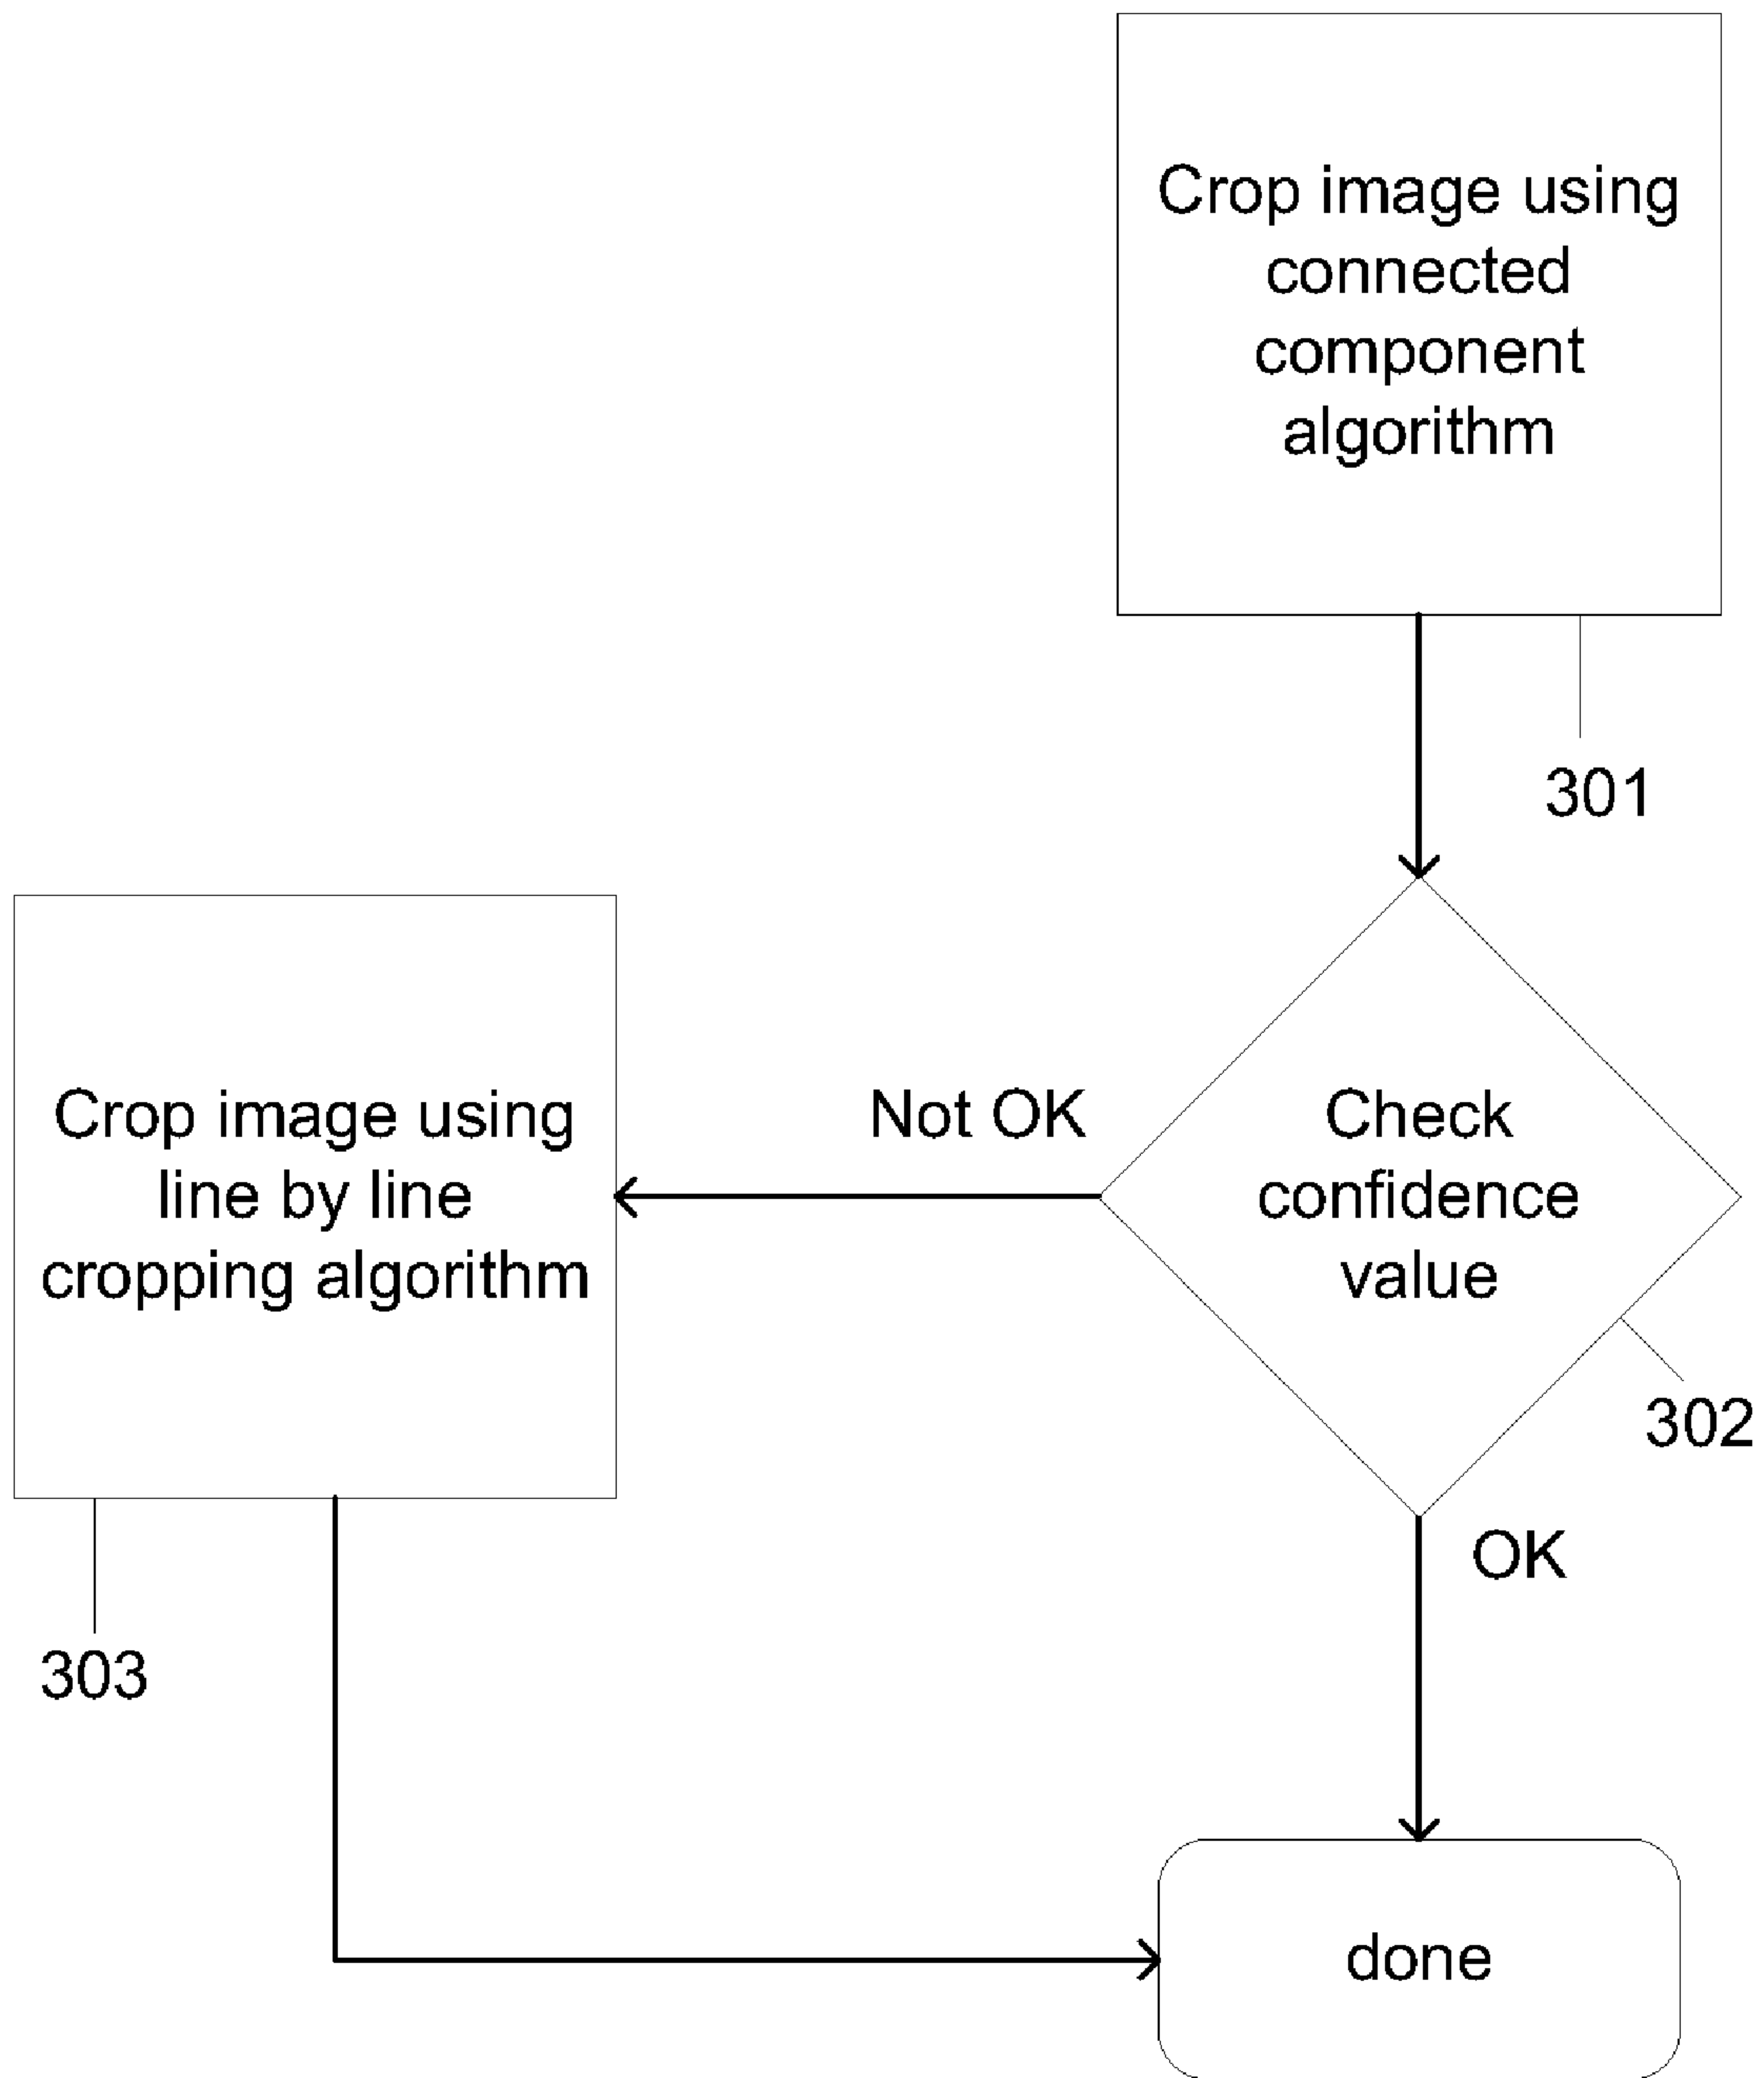 Crop image using
connected
component
algorithm
301
Crop image using
line by line
cropping algorithm
Not OK
Check
confidence
value
302
OK
303
done